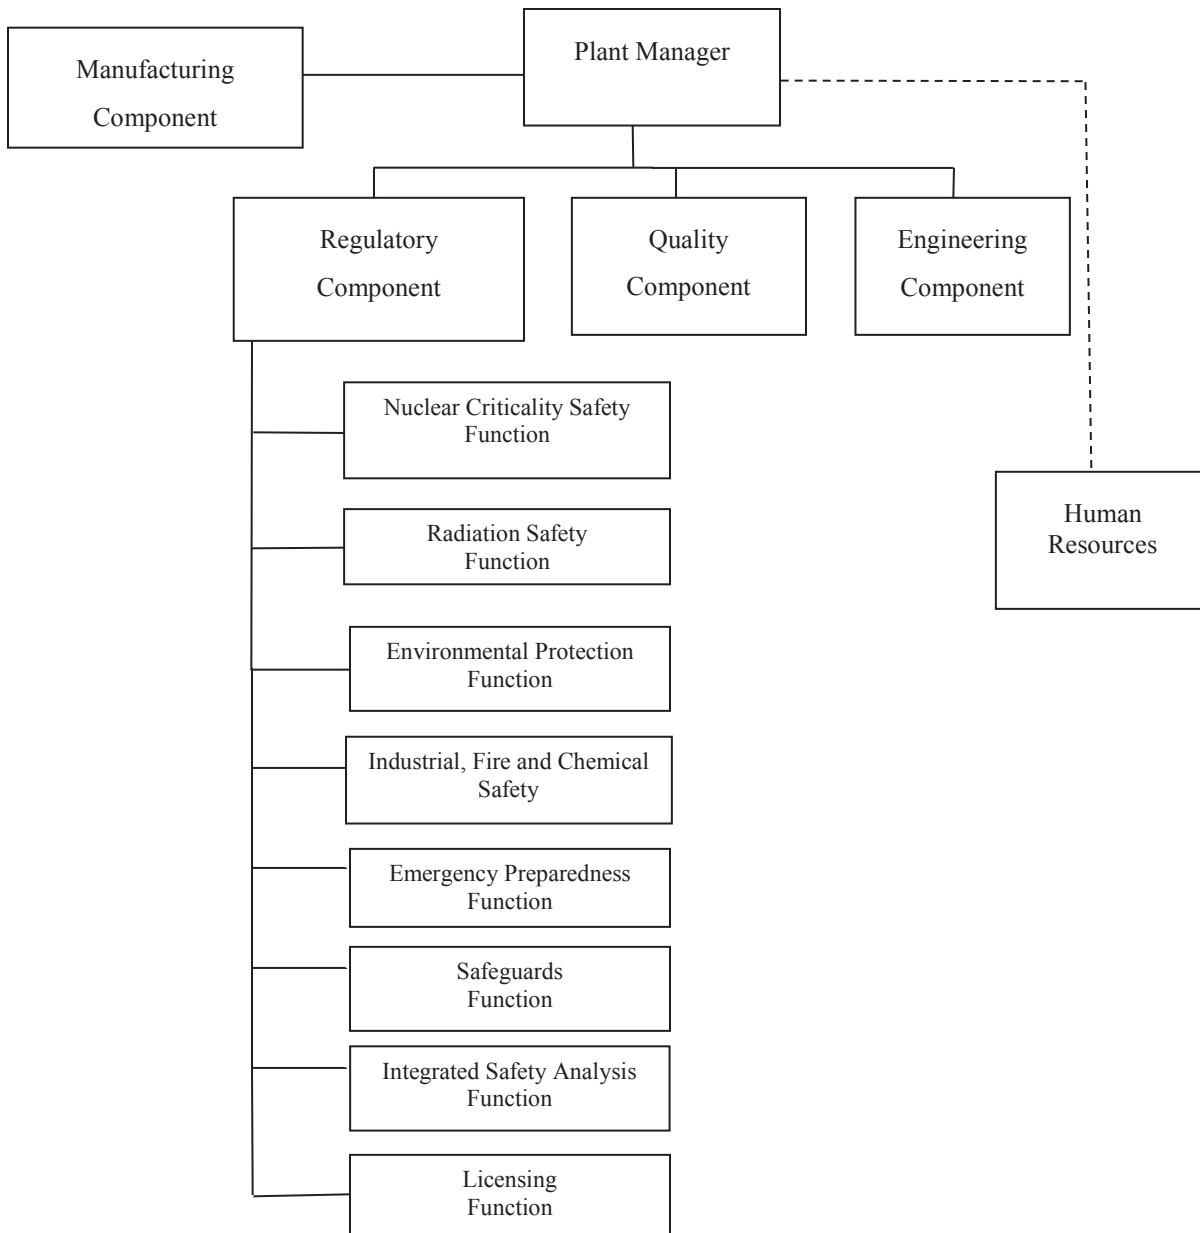 Plant Manager
Manufacturing
Component
Regulatory
Component
Quality
Component
Engineering
Component
Nuclear Criticality Safety
Function
Radiation Safety
Function
Human
Resources
Environmental Protection
Function
Industrial, Fire and Chemical
Safety
Emergency Preparedness
Function
Safeguards
Function
Integrated Safety Analysis
Function
Licensing
Function